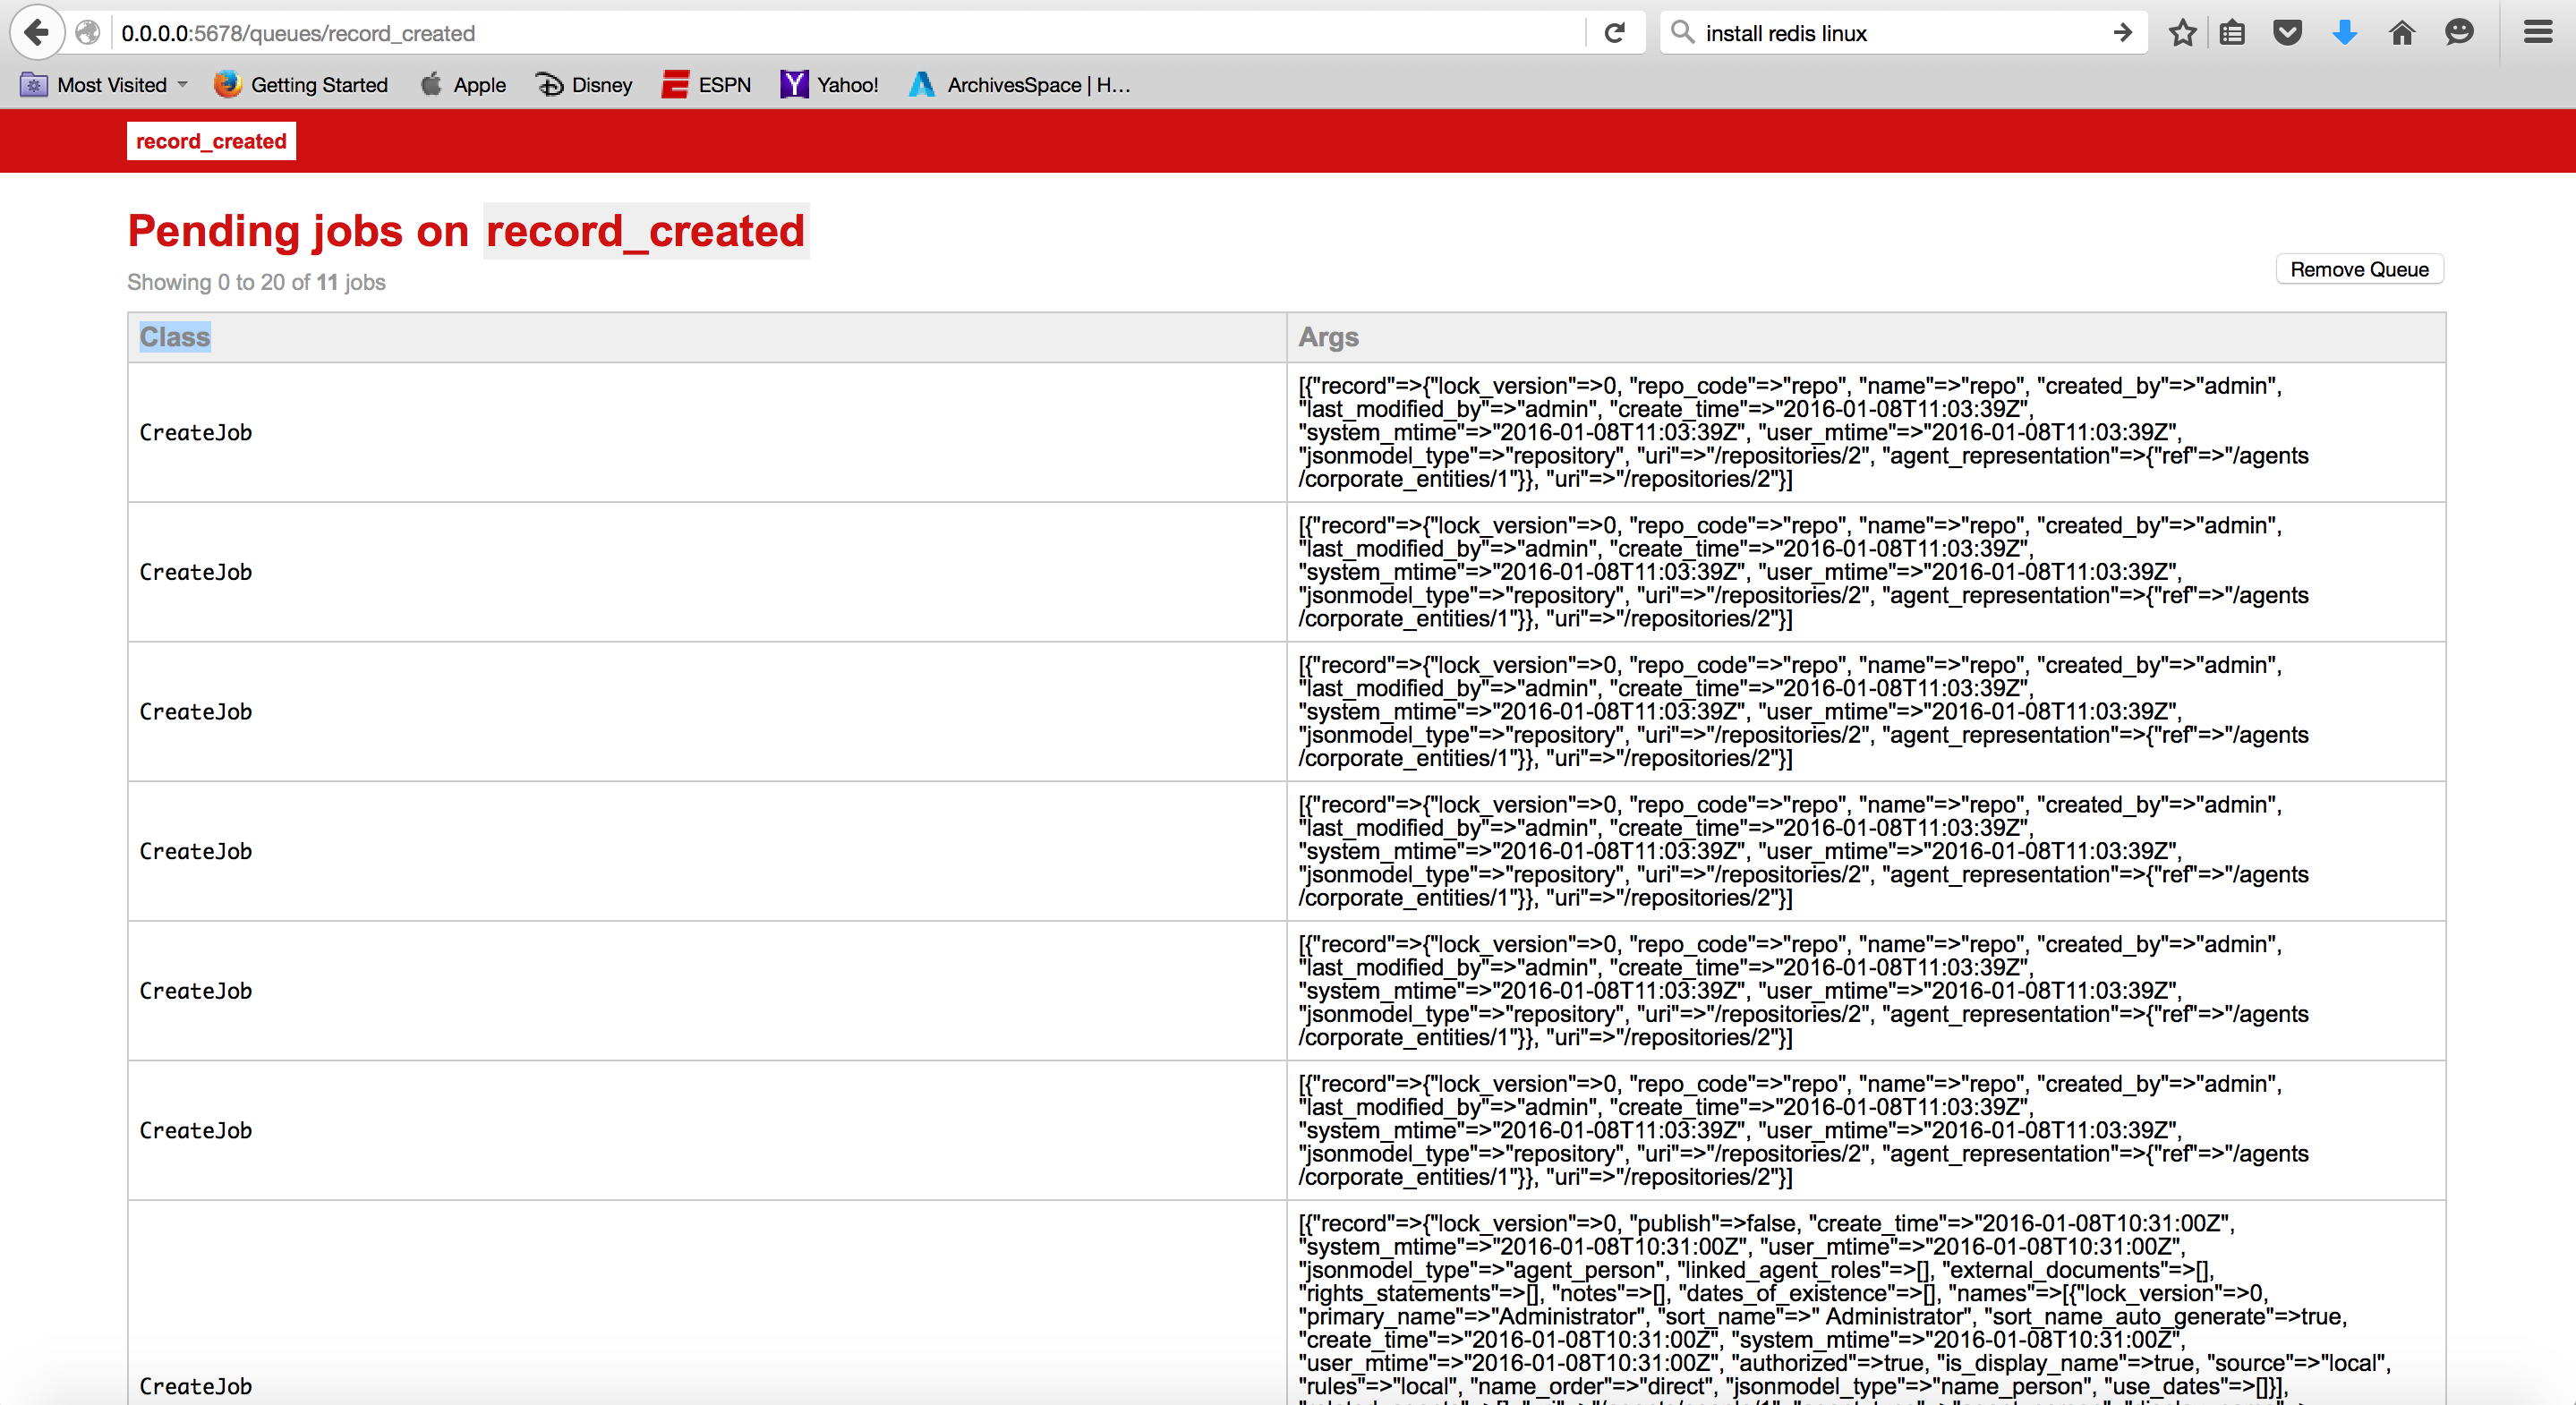 0.0.0.0:5678/queues/record_created
install redis linux
Most Visited
Getting Started
Apple
Disney
ESPN
Yahoo!
ArchivesSpace | H...
record_created
Pending jobs on record_created
Showing 0 to 20 of 11 jobs
Remove Queue
Class
Args
CreateJob
[{"record"=>{"lock_version"=>0, "repo_code"=>"repo", "name"=>"repo", "created_by"=>"admin",
"last_modified_by"=>"admin", "create_time"=>"2016-01-08T11:03:39Z",
"system_mtime"=>"2016-01-08T11:03:39Z", "user_mtime"=>"2016-01-08T11:03:39Z",
"jsonmodel_type"=>"repository", "uri"=>"/repositories/2", "agent_representation"=>{"ref"=>"/agents
/corporate_entities/1"}}, "uri"=>"/repositories/2"}]
CreateJob
[{"record"=>{"lock_version"=>0, "repo_code"=>"repo", "name"=>"repo", "created_by"=>"admin",
"last_modified_by"=>"admin", "create_time"=>"2016-01-08T11:03:39Z",
"system_mtime"=>"2016-01-08T11:03:39Z", "user_mtime"=>"2016-01-08T11:03:39Z",
"jsonmodel_type"=>"repository", "uri"=>"/repositories/2", "agent_representation"=>{"ref"=>"/agents
/corporate_entities/1"}}, "uri"=>"/repositories/2"}]
CreateJob
[{"record"=>{"lock_version"=>0, "repo_code"=>"repo", "name"=>"repo", "created_by"=>"admin",
"last_modified_by"=>"admin", "create_time"=>"2016-01-08T11:03:39Z",
"system_mtime"=>"2016-01-08T11:03:39Z", "user_mtime"=>"2016-01-08T11:03:39Z",
"jsonmodel_type"=>"repository", "uri"=>"/repositories/2", "agent_representation"=>{"ref"=>"/agents
/corporate_entities/1"}}, "uri"=>"/repositories/2"}]
CreateJob
[{"record"=>{"lock_version"=>0, "repo_code"=>"repo", "name"=>"repo", "created_by"=>"admin",
"last_modified_by"=>"admin", "create_time"=>"2016-01-08T11:03:39Z",
"system_mtime"=>"2016-01-08T11:03:39Z", "user_mtime"=>"2016-01-08T11:03:39Z",
"jsonmodel_type"=>"repository", "uri"=>"/repositories/2", "agent_representation"=>{"ref"=>"/agents
/corporate_entities/1"}}, "uri"=>"/repositories/2"}]
CreateJob
[{"record"=>{"lock_version"=>0, "repo_code"=>"repo", "name"=>"repo", "created_by"=>"admin",
"last_modified_by"=>"admin", "create_time"=>"2016-01-08T11:03:39Z",
"system_mtime"=>"2016-01-08T11:03:39Z", "user_mtime"=>"2016-01-08T11:03:39Z",
"jsonmodel_type"=>"repository", "uri"=>"/repositories/2", "agent_representation"=>{"ref"=>"/agents
/corporate_entities/1"}}, "uri"=>"/repositories/2"}]
CreateJob
[{"record"=>{"lock_version"=>0, "repo_code"=>"repo", "name"=>"repo", "created_by"=>"admin",
"last_modified_by"=>"admin", "create_time"=>"2016-01-08T11:03:39Z",
"system_mtime"=>"2016-01-08T11:03:39Z", "user_mtime"=>"2016-01-08T11:03:39Z",
"jsonmodel_type"=>"repository", "uri"=>"/repositories/2", "agent_representation"=>{"ref"=>"/agents
/corporate_entities/1"}}, "uri"=>"/repositories/2"}]
CreateJob
[{"record"=>{"lock_version"=>0, "publish"=>false, "create_time"=>"2016-01-08T10:31:00Z",
"system_mtime"=>"2016-01-08T10:31:00Z", "user_mtime"=>"2016-01-08T10:31:00Z",
"jsonmodel_type"=>"agent_person", "linked_agent_roles"=>[], "external_documents"=>[],
"rights_statements"=>[], "notes"=>[], "dates_of_existence"=>[], "names"=>[{"lock_version"=>0,
"primary_name"=>"Administrator", "sort_name"=>" Administrator", "sort_name_auto_generate"=>true,
"create_time"=>"2016-01-08T10:31:00Z", "system_mtime"=>"2016-01-08T10:31:00Z",
"user_mtime"=>"2016-01-08T10:31:00Z", "authorized"=>true, "is_display_name"=>true, "source"=>"local",
"rules"=>"local", "name_order"=>"direct", "jsonmodel_type"=>"name_person", "use_dates"=>[]}],